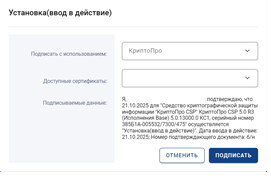 Установка(ввод в действие)
Подписать с использованием:
КриптоПро
Доступные сертификаты:
Подписываемые данные:
Я, подтверждаю, что
21.10.2025 для "Средство криптографической защиты
информации "КриптоПро CSP" КриптоПро CSP 5.0 R3
(Исполнения Base) 5.0.13000.0 КС1, серийный номер
385Б1А-005532/7300/475" осуществляется
"Установка(ввод в действие)". Дата ввода в действие:
21.10.2025; Номер подтверждающего документа: б/н
ОТМЕНИТЬ
ПОДПИСАТЬ